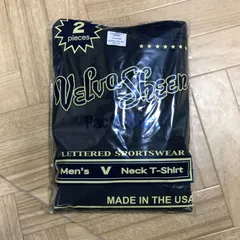 2
pieces
Velva Sheen
LETTERED SPORTSWEAR
Men's V Neck T-Shirt
MADE IN THE USA